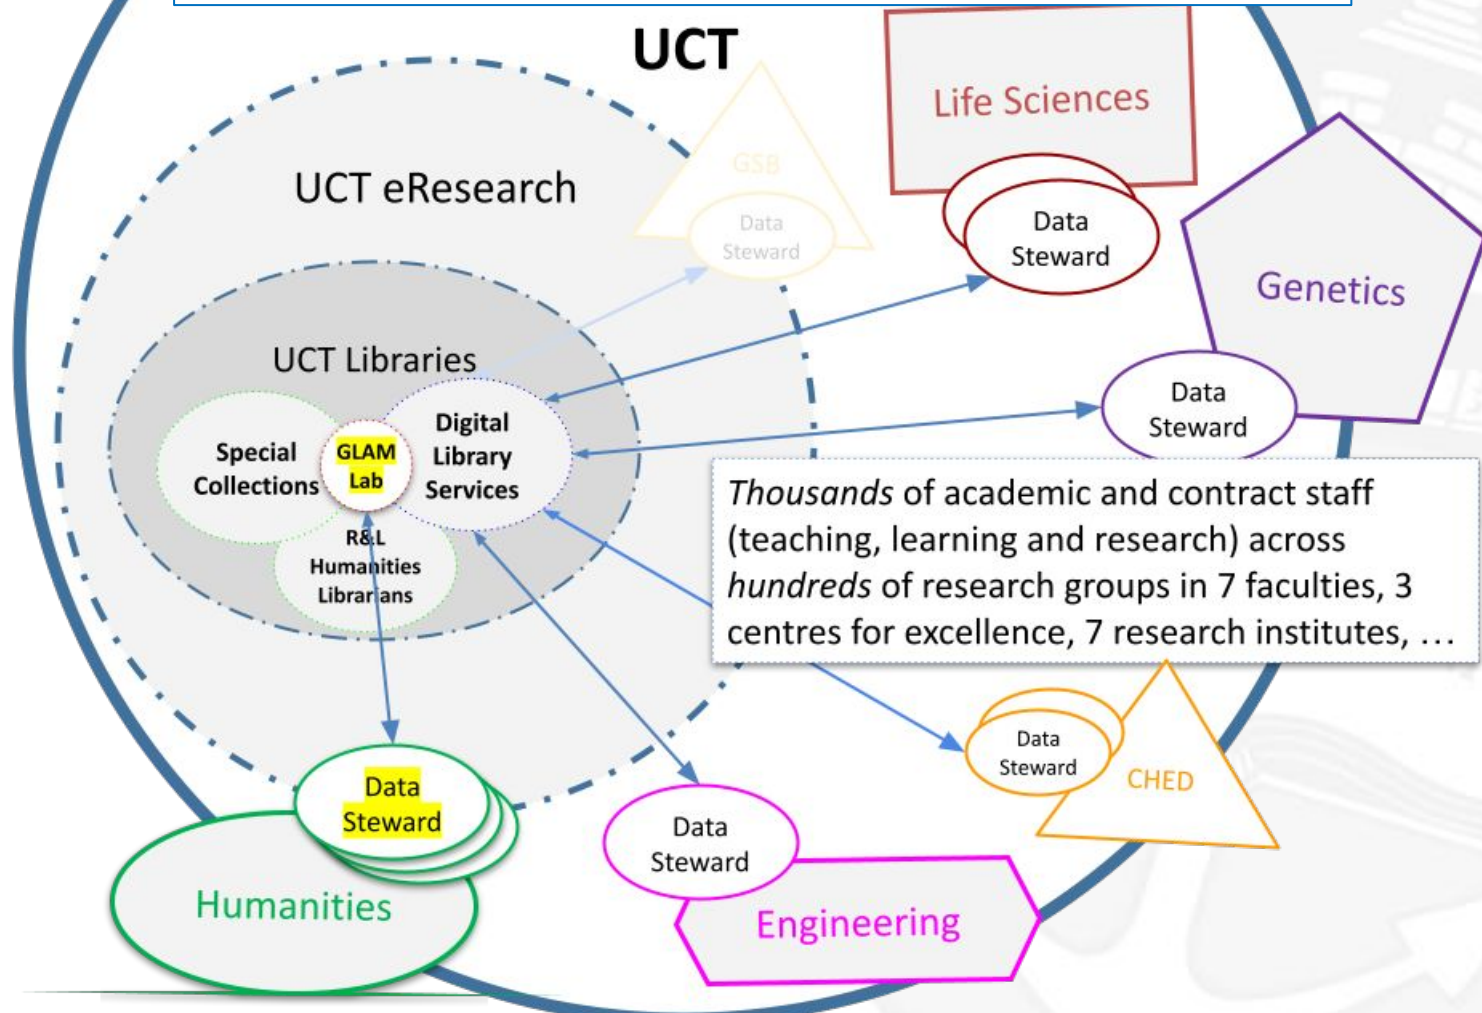 UCT
Life Sciences
GSB
UCT eResearch
Data
Steward
Data
Steward
Genetics
UCT Libraries
Data
Steward
Special
Collections
GLAM
Lab
Digital
Library
Services
R&L
Humanities
Librarians
Thousands of academic and contract staff
(teaching, learning and research) across
hundreds of research groups in 7 faculties, 3
centres for excellence, 7 research institutes, …
Data
Steward
CHED
Data
Steward
Humanities
Data
Steward
Engineering